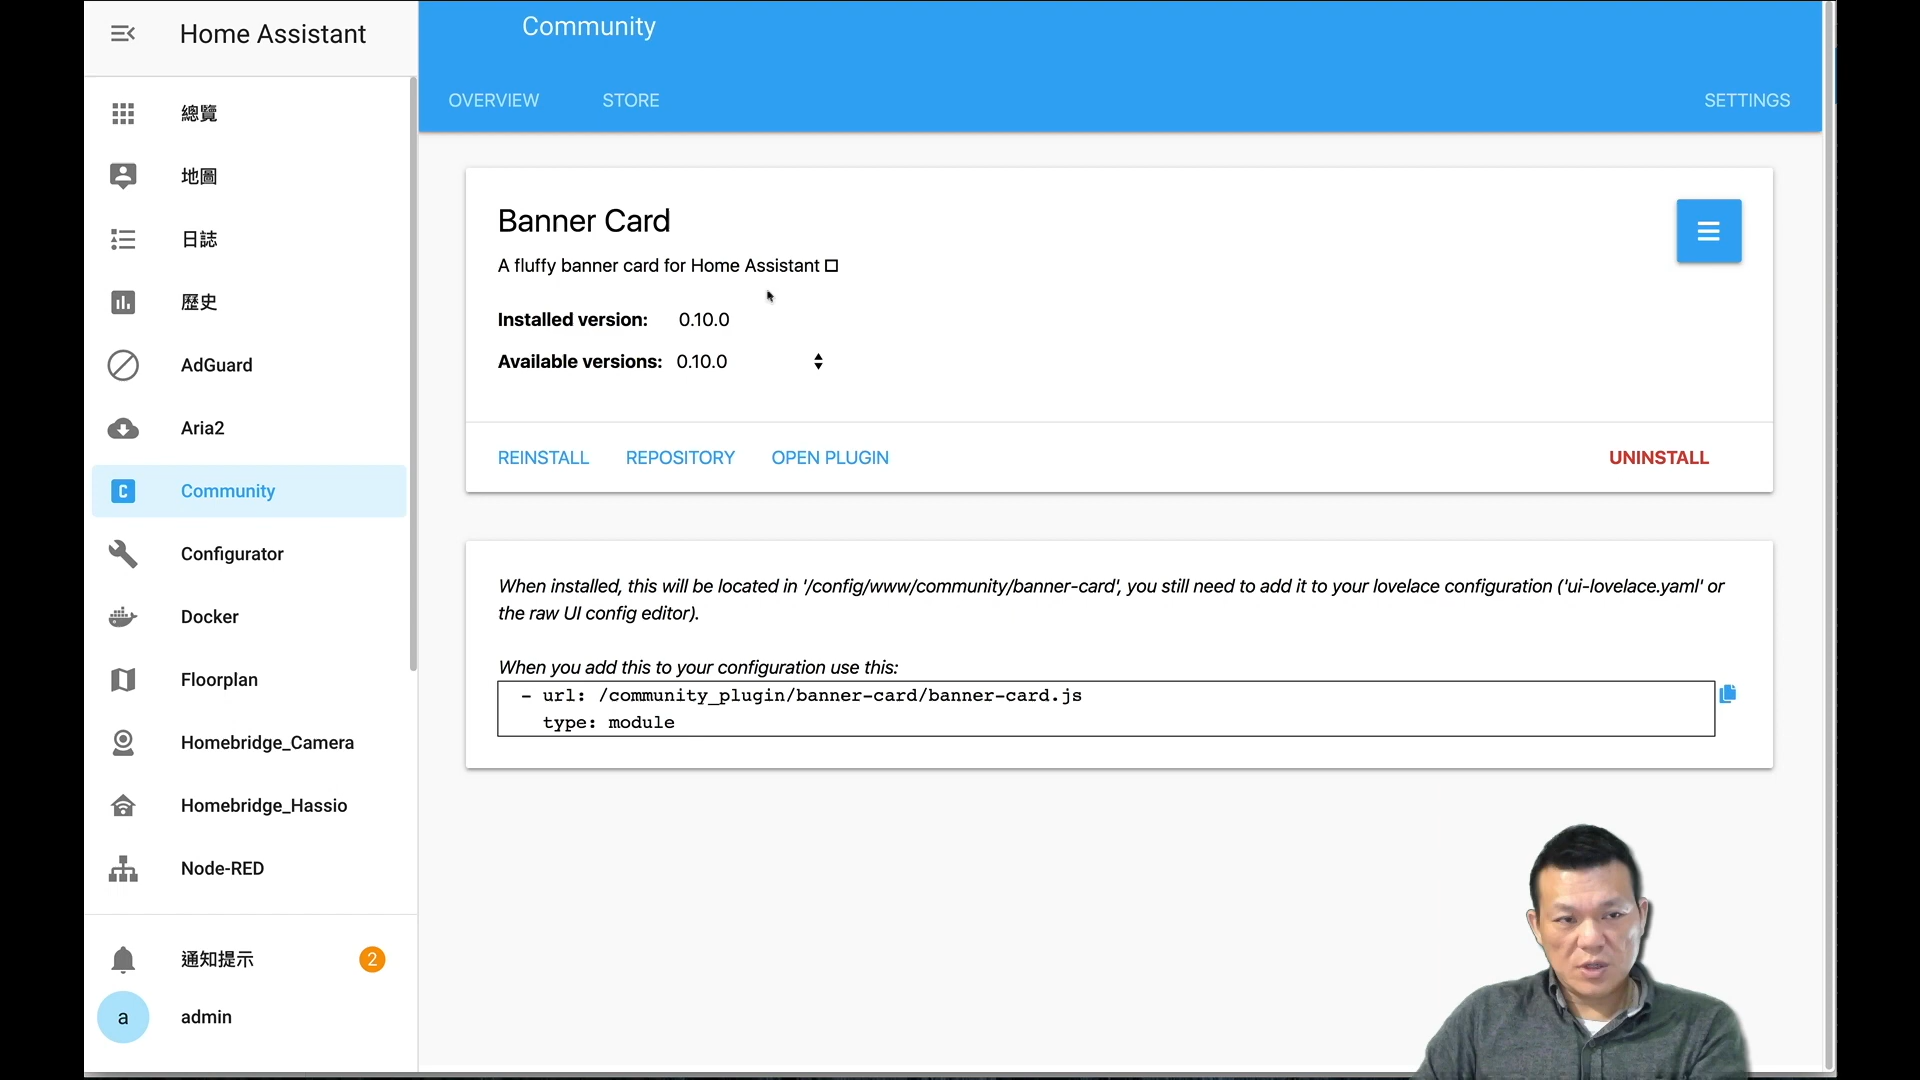 Home Assistant
總覽
地圖
日誌
歷史
AdGuard
Aria2
C
Community
Configurator
Docker
Floorplan
Homebridge_Camera
Homebridge_Hassio
Node-RED
通知提示
2
a
admin
Community
OVERVIEW
STORE
SETTINGS
Banner Card
A fluffy banner card for Home Assistant
Installed version: 0.10.0
Available versions: 0.10.0
REINSTALL
REPOSITORY
OPEN PLUGIN
UNINSTALL
When installed, this will be located in '/config/www/community/banner-card', you still need to add it to your lovelace configuration ('ui-lovelace.yaml' or
the raw UI config editor).
When you add this to your configuration use this:
- url: /community_plugin/banner-card/banner-card.js
type: module